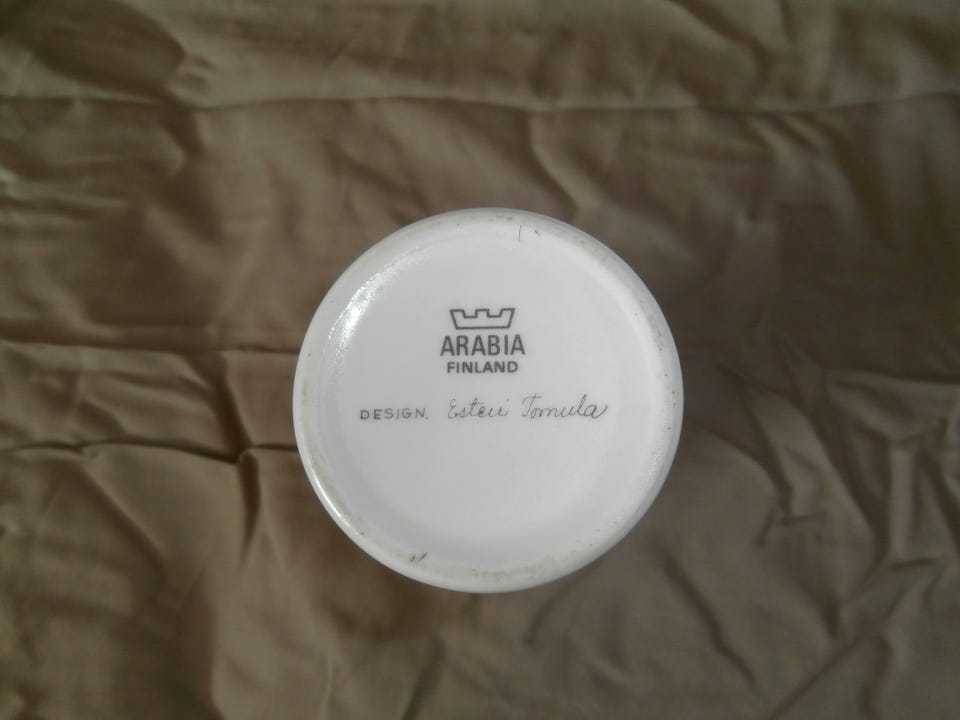 ARABIA
FINLAND
DESIGN. Esteri Tomula